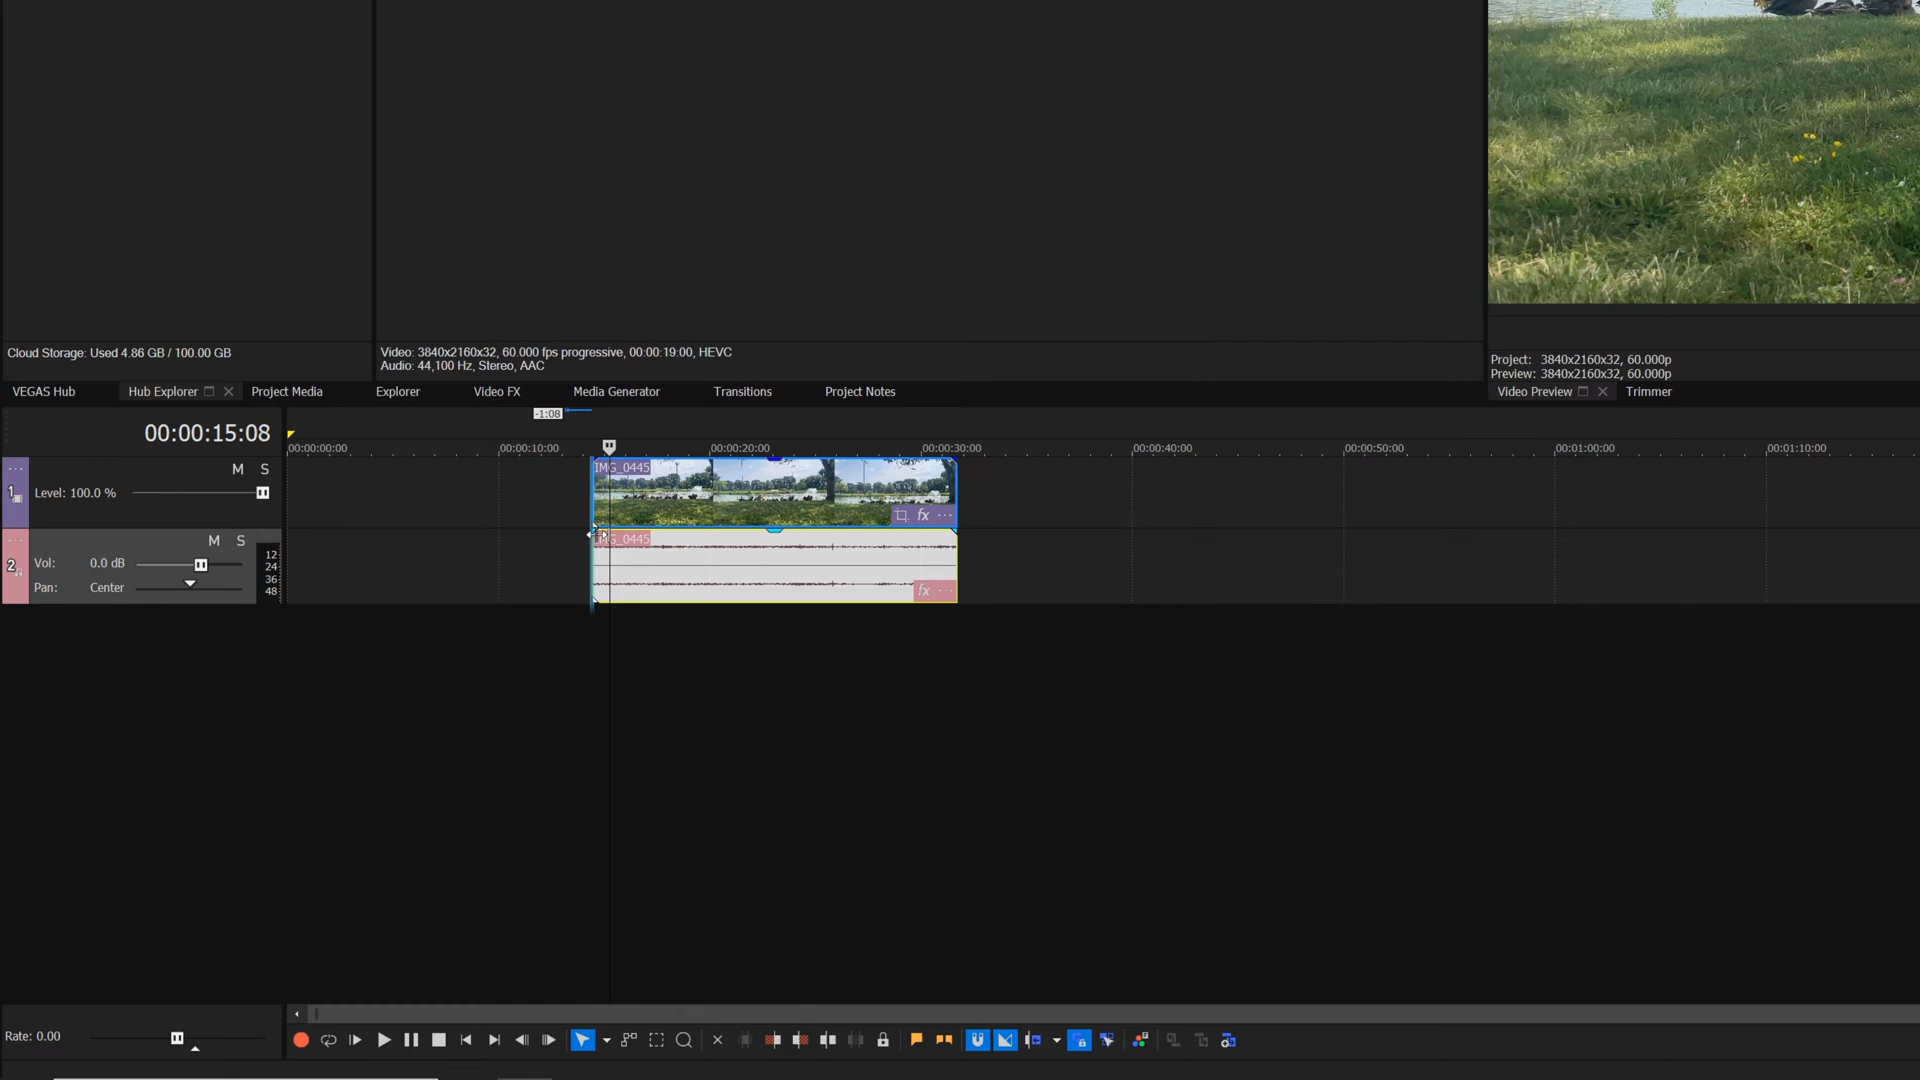 Cloud Storage: Used 4.86 GB / 100.00 GB
Video: 3840x2160x32, 60.000 fps progressive, 00:00:19:00, HEVC
Audio: 44,100 Hz, Stereo, AAC
Project: 3840x2160x32, 60.000p
Preview: 3840x2160x32, 60.000p
VEGAS Hub Hub Explorer Project Media Explorer Video FX Media Generator Transitions Project Notes Video Preview Trimmer
-1:08
00:00:15:08
00:00:00:00 00:00:10:00 00:00:20:00 00:00:30:00 00:00:40:00 00:00:50:00 00:01:00:00 00:01:10:00
M S
IMG_0445
1 Level: 100.0 %
fx
M S
IMG_0445
2 Vol: 0.0 dB
12
24
36
48
Pan: Center
fx
Rate: 0.00